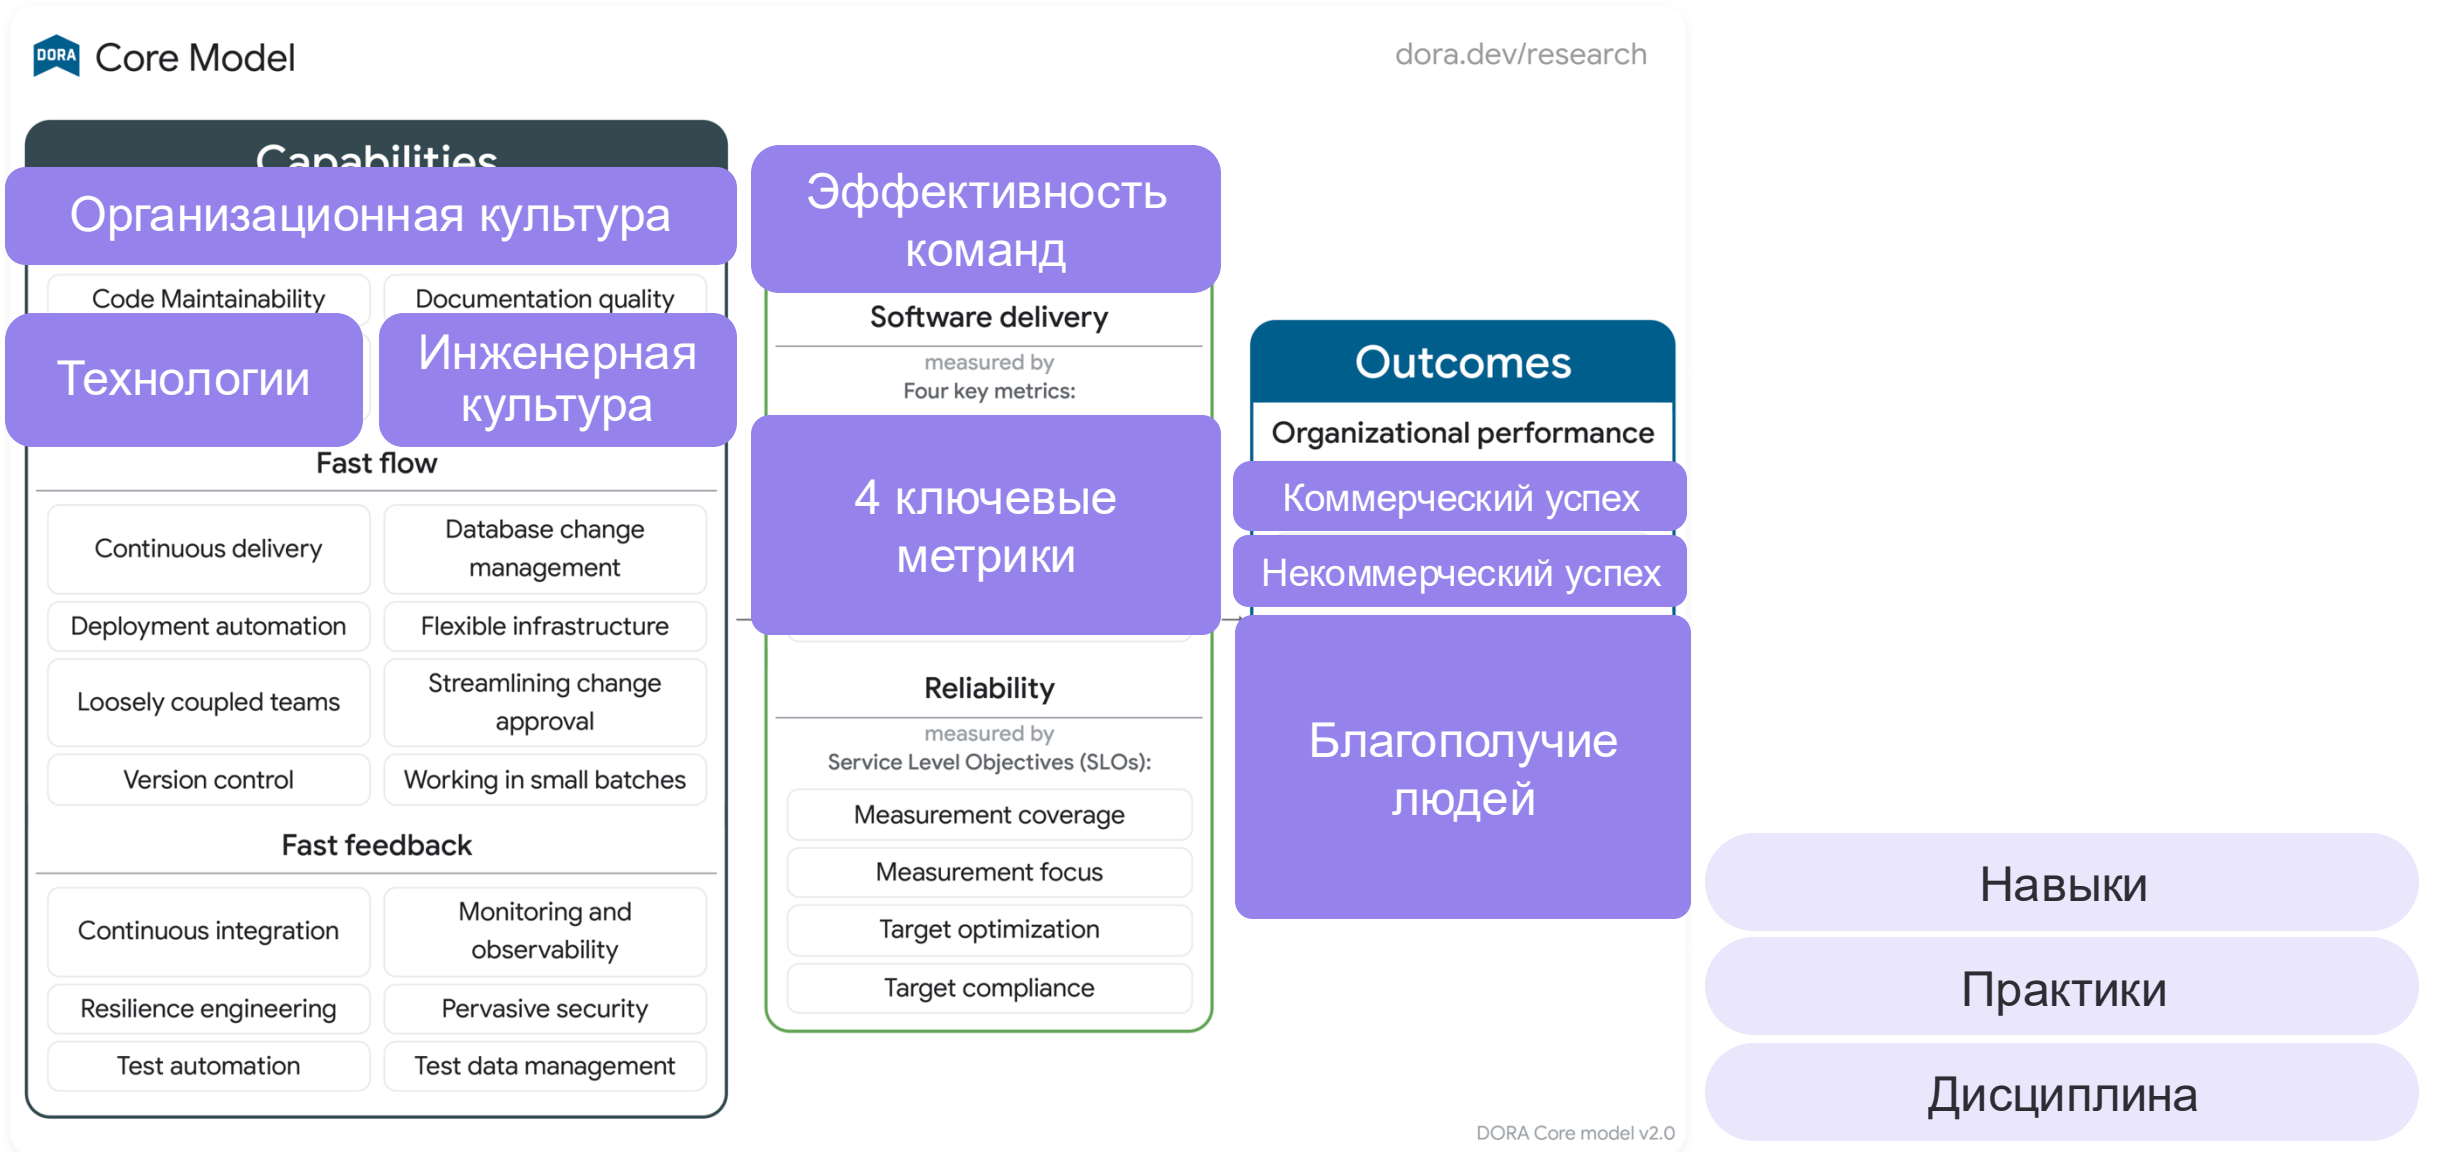 DORA
Core Model
dora.dev/research
Capabilities
Организационная культура
Code Maintainability
Documentation quality
Технологии
Инженерная
культура
Fast flow
Continuous delivery
Database change
management
Deployment automation
Flexible infrastructure
Loosely coupled teams
Streamlining change
approval
Version control
Working in small batches
Fast feedback
Continuous integration
Monitoring and
observability
Resilience engineering
Pervasive security
Test automation
Test data management
Эффективность
команд
Software delivery
measured by
Four key metrics:
4 ключевые
метрики
Reliability
measured by
Service Level Objectives (SLOs):
Measurement coverage
Measurement focus
Target optimization
Target compliance
Outcomes
Organizational performance
Коммерческий успех
Некоммерческий успех
Благополучие
людей
Навыки
Практики
Дисциплина
DORA Core model v2.0